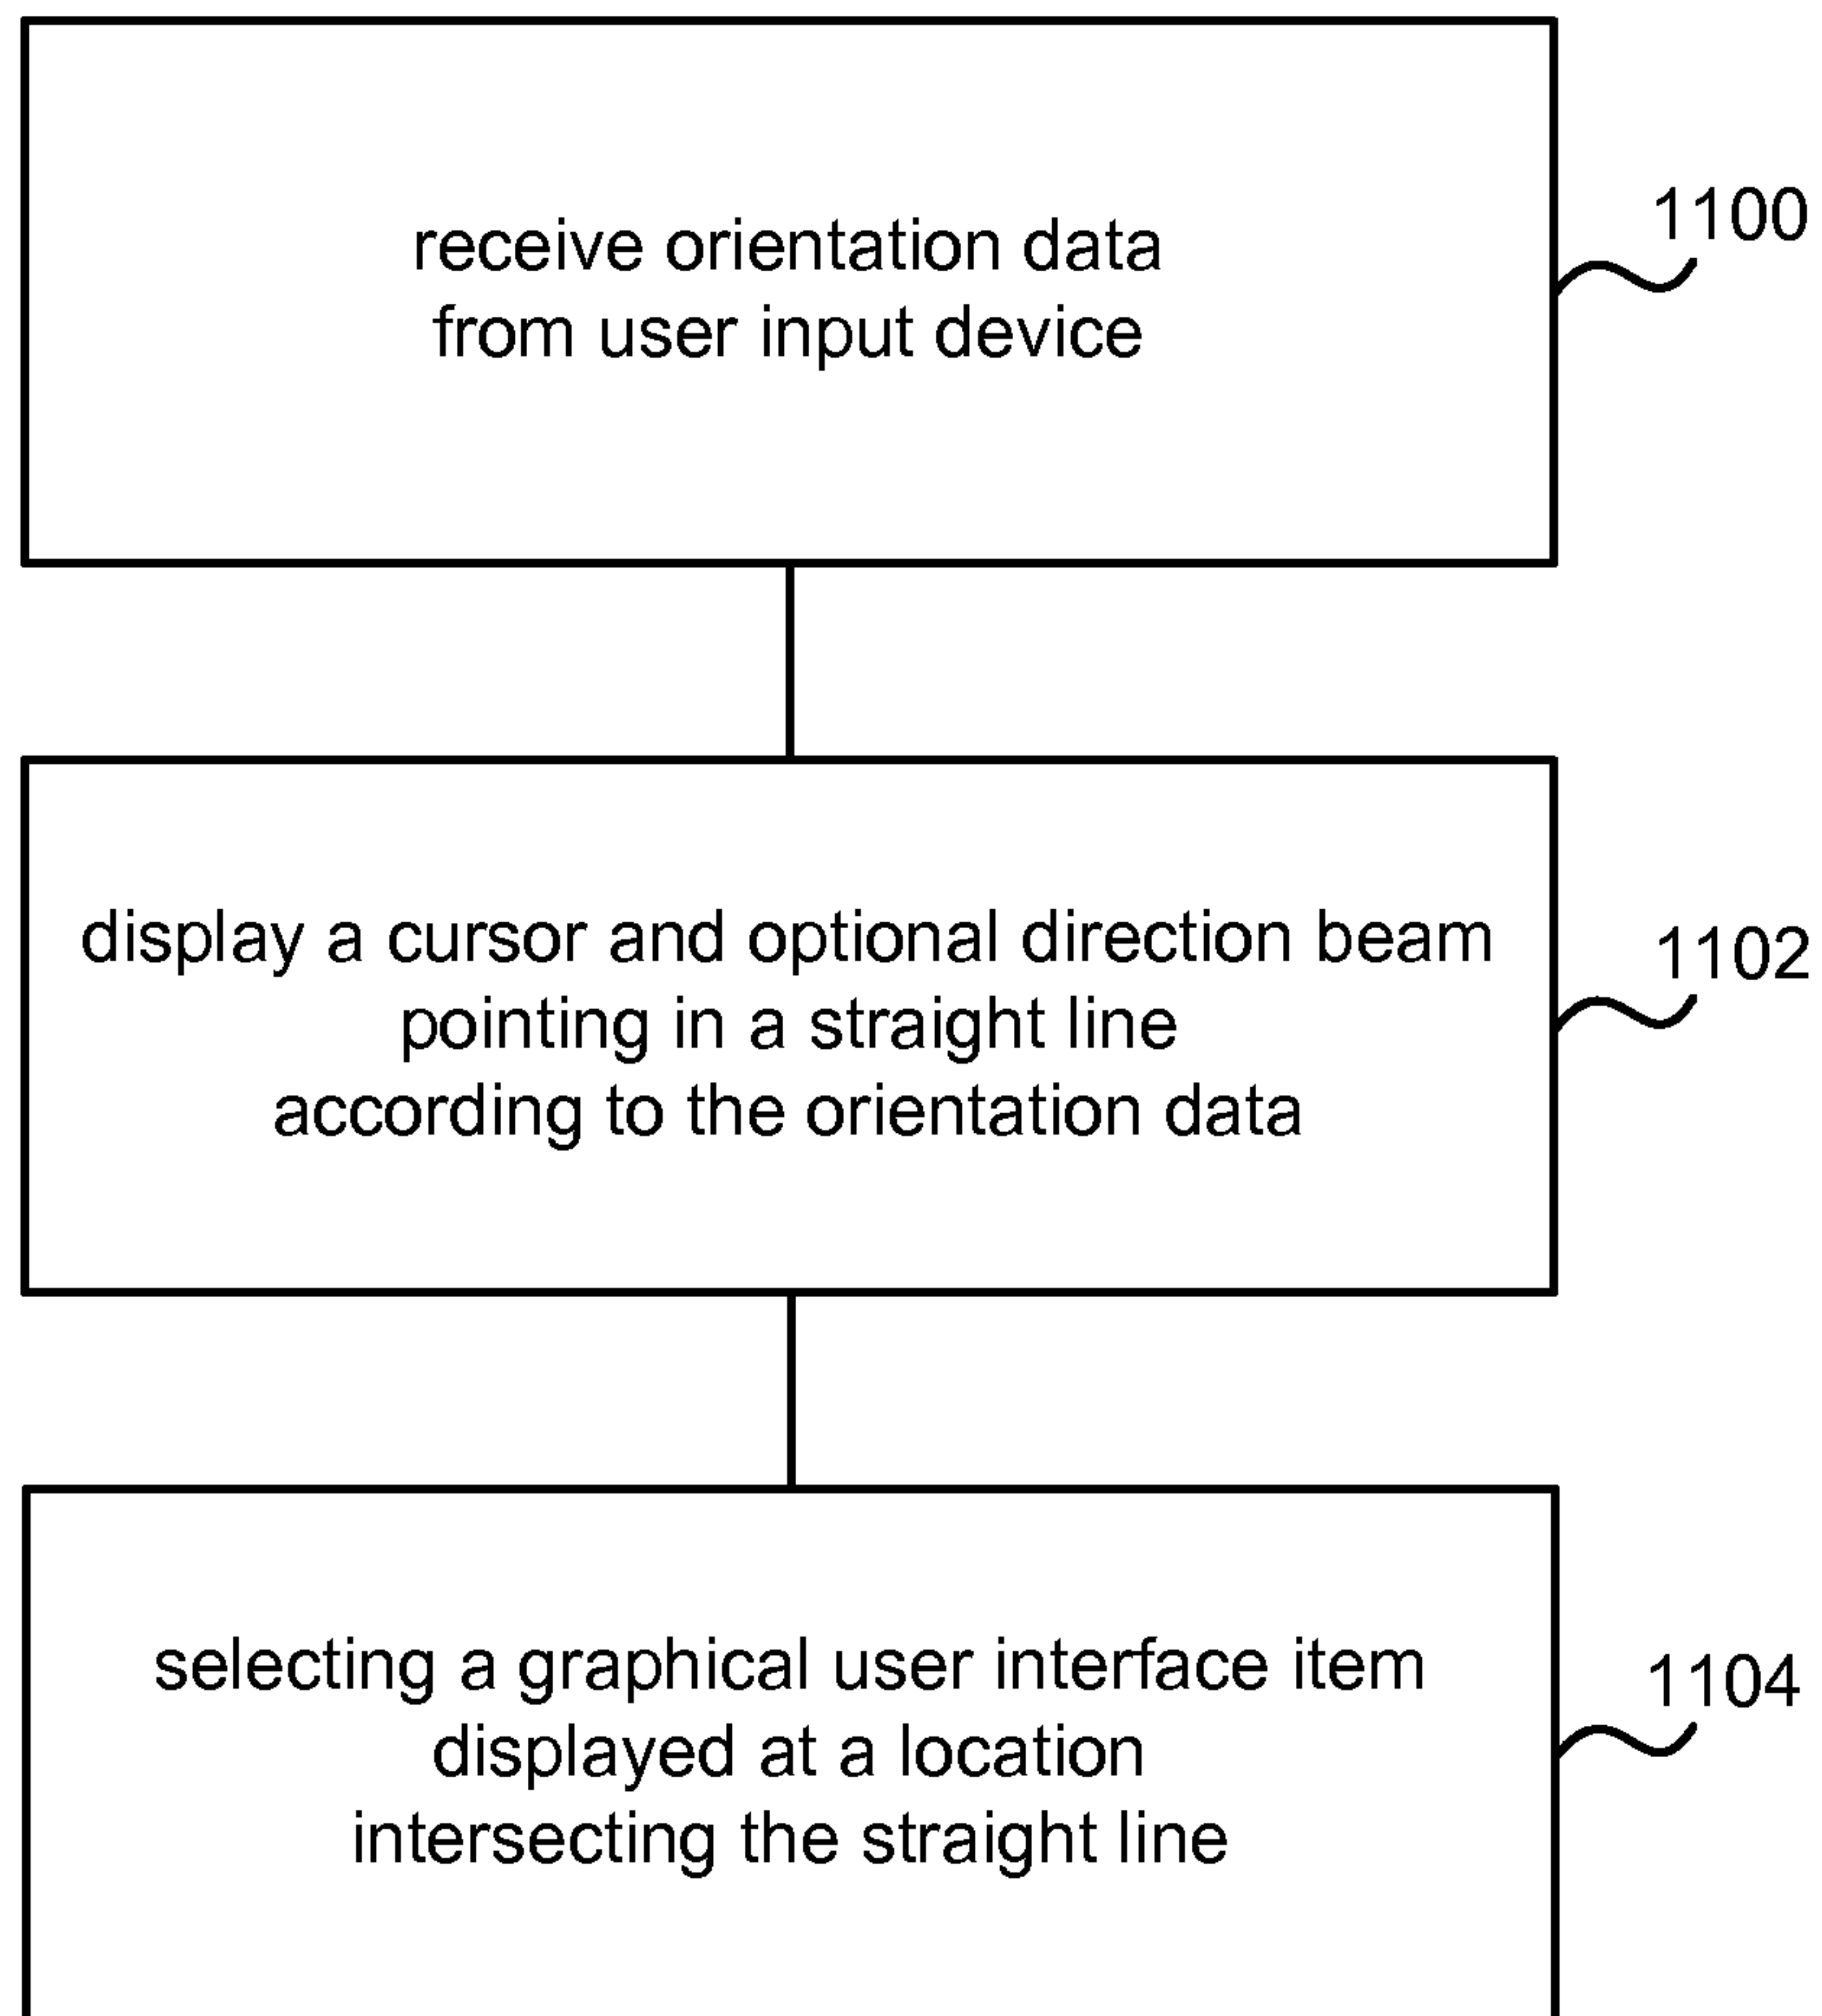 receive orientation data
from user input device
1100
display a cursor and optional direction beam
pointing in a straight line
according to the orientation data
1102
selecting a graphical user interface item
displayed at a location
intersecting the straight line
1104